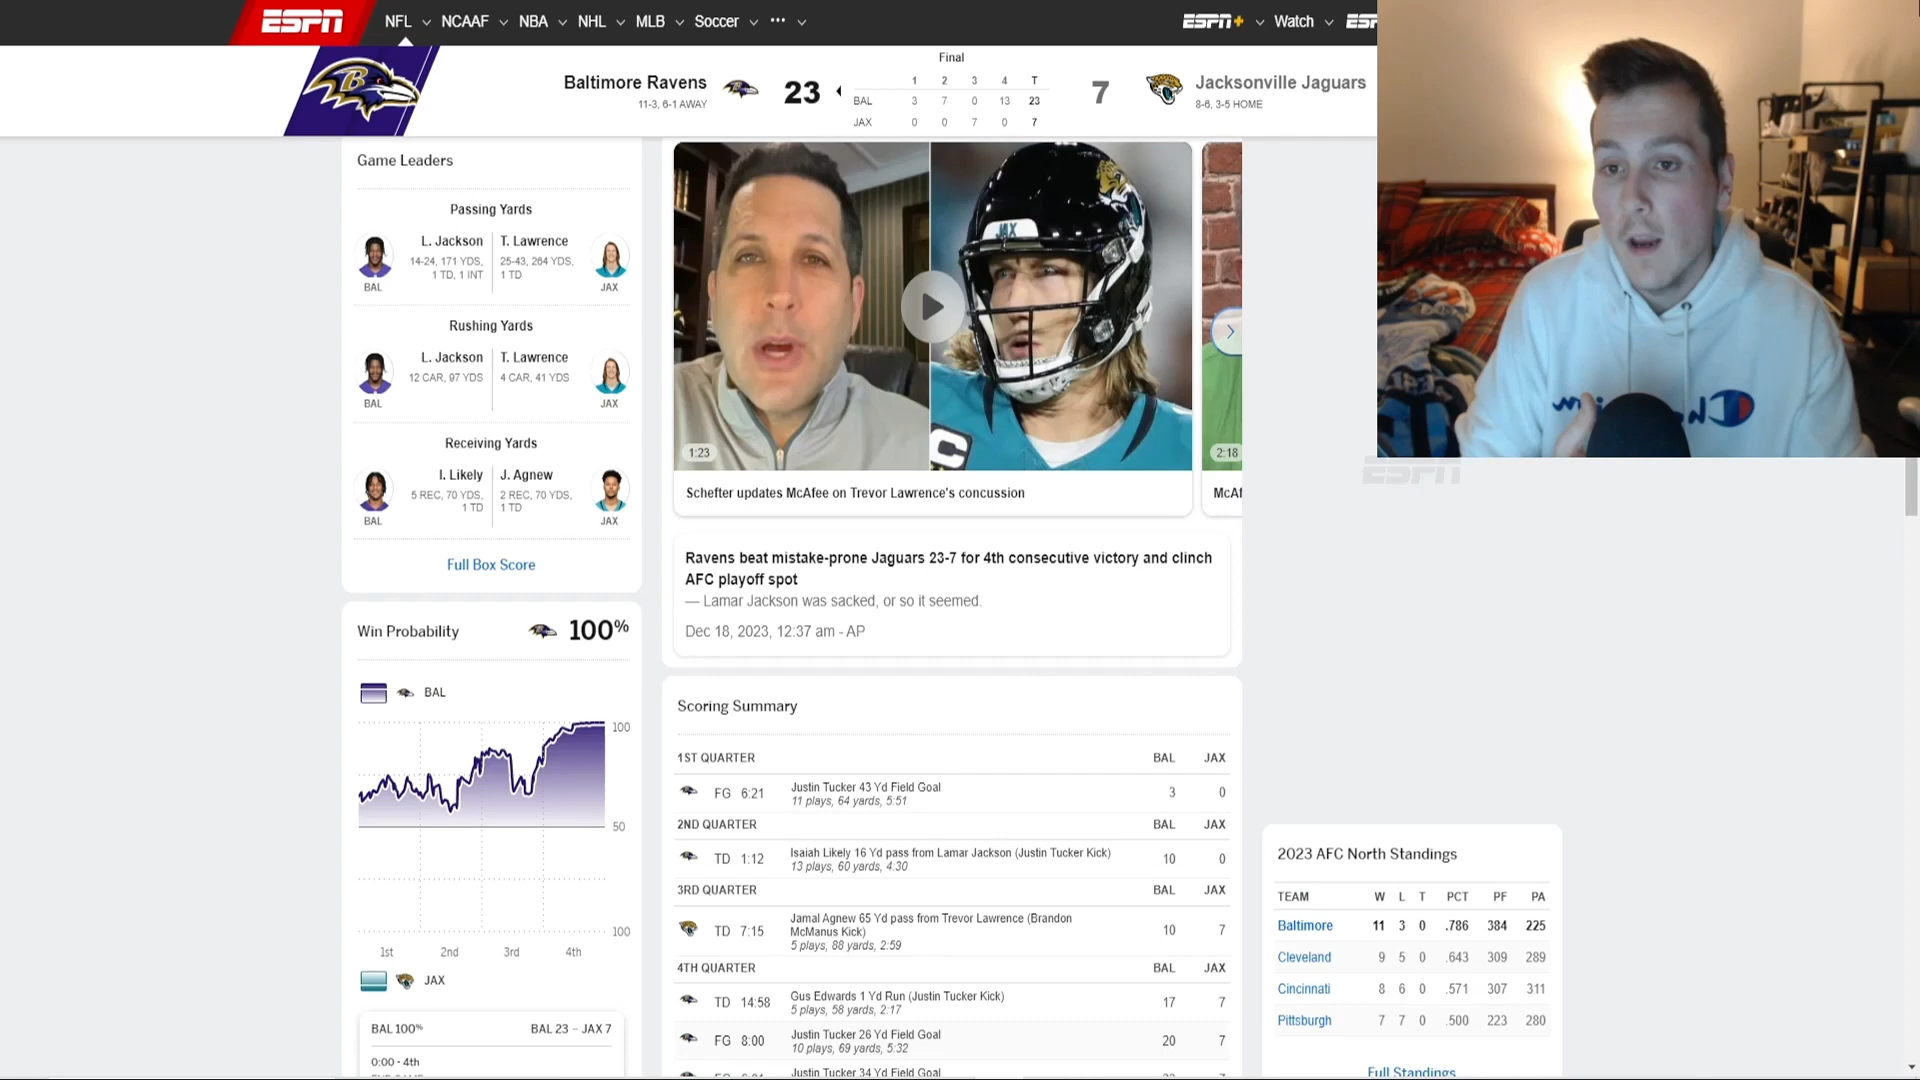 ESPN
NFL
NCAAF
NBA
NHL
MLB
Soccer
•••
ESPN+
Watch
ESPN
Final
Baltimore Ravens
11-3, 6-1 AWAY
23
1 2 3 4 T
BAL 3 7 0 13 23
JAX 0 0 7 0 7
7
Jacksonville Jaguars
8-6, 3-5 HOME
Game Leaders
Passing Yards
L. Jackson
14-24, 171 YDS,
1 TD, 1 INT
BAL
T. Lawrence
25-43, 264 YDS,
1 TD
JAX
Rushing Yards
L. Jackson
12 CAR, 97 YDS
BAL
T. Lawrence
4 CAR, 41 YDS
JAX
Receiving Yards
I. Likely
5 REC, 70 YDS,
1 TD
BAL
J. Agnew
2 REC, 70 YDS,
1 TD
JAX
Full Box Score
Win Probability
100%
BAL
100
50
100
1st 2nd 3rd 4th
JAX
BAL 100%
BAL 23 - JAX 7
0:00 - 4th
JAX
C
1:23
2:18
Schefter updates McAfee on Trevor Lawrence's concussion
McAf
Ravens beat mistake-prone Jaguars 23-7 for 4th consecutive victory and clinch
AFC playoff spot
— Lamar Jackson was sacked, or so it seemed.
Dec 18, 2023, 12:37 am - AP
Scoring Summary
1ST QUARTER BAL JAX
FG 6:21
Justin Tucker 43 Yd Field Goal
11 plays, 64 yards, 5:51
3 0
2ND QUARTER BAL JAX
TD 1:12
Isaiah Likely 16 Yd pass from Lamar Jackson (Justin Tucker Kick)
13 plays, 60 yards, 4:30
10 0
3RD QUARTER BAL JAX
TD 7:15
Jamal Agnew 65 Yd pass from Trevor Lawrence (Brandon
McManus Kick)
5 plays, 88 yards, 2:59
10 7
4TH QUARTER BAL JAX
TD 14:58
Gus Edwards 1 Yd Run (Justin Tucker Kick)
5 plays, 58 yards, 2:17
17 7
FG 8:00
Justin Tucker 26 Yd Field Goal
10 plays, 69 yards, 5:32
20 7
Justin Tucker 34 Yd Field Goal
ESPN
2023 AFC North Standings
TEAM W L T PCT PF PA
Baltimore 11 3 0 .786 384 225
Cleveland 9 5 0 .643 309 289
Cincinnati 8 6 0 .571 307 311
Pittsburgh 7 7 0 .500 223 280
Full Standings